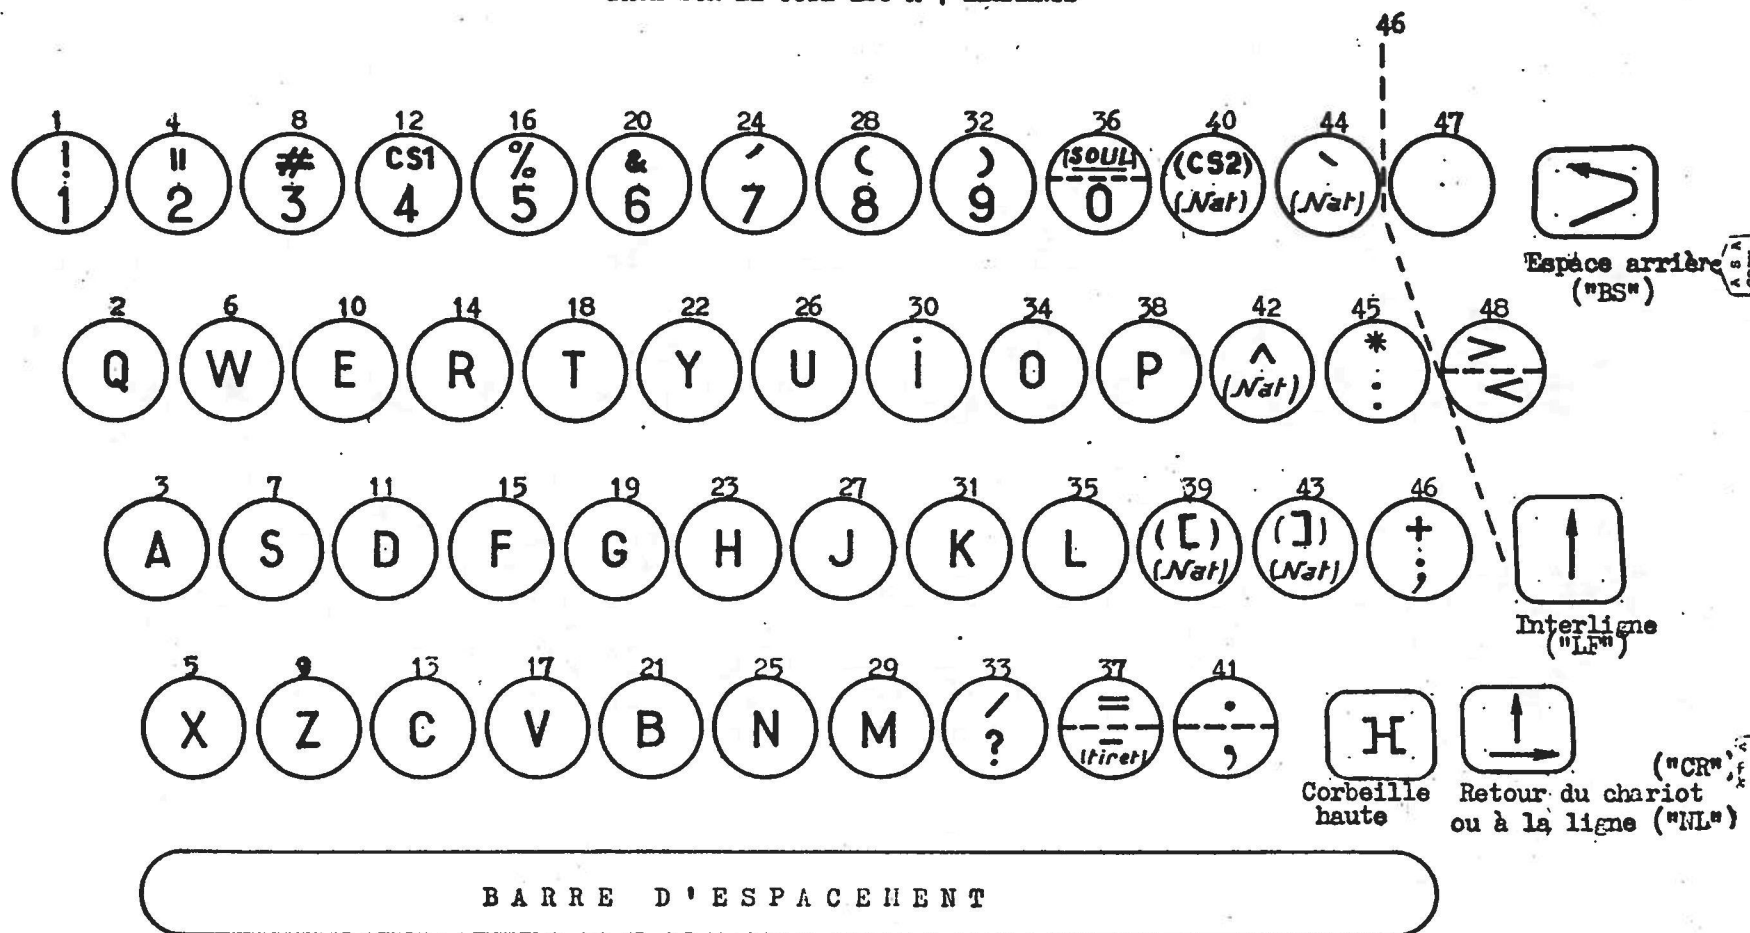 46
1 4 8 12 16 20 24 28 32 36 40 44 47
! " # CS1 % & ´ ( ) (SOUL) (CS2) `
1 2 3 4 5 6 7 8 9 0 (Nat) (Nat)
Espace arrière
("BS")
2 6 10 14 18 22 26 30 34 38 42 45 48
^ * >
Q W E R T Y U i O P (Nat) : <
3 7 11 15 19 23 27 31 35 39 43 46
([) (]) +
A S D F G H J K L (Nat) (Nat) ;
Interligne
("LF")
5 9 13 17 21 25 29 33 37 41
/ = .
X Z C V B N M ? - ,
(tiret)
("CR")
Corbeille Retour du chariot
haute ou à la ligne ("NL")
BARRE D'ESPACEMENT